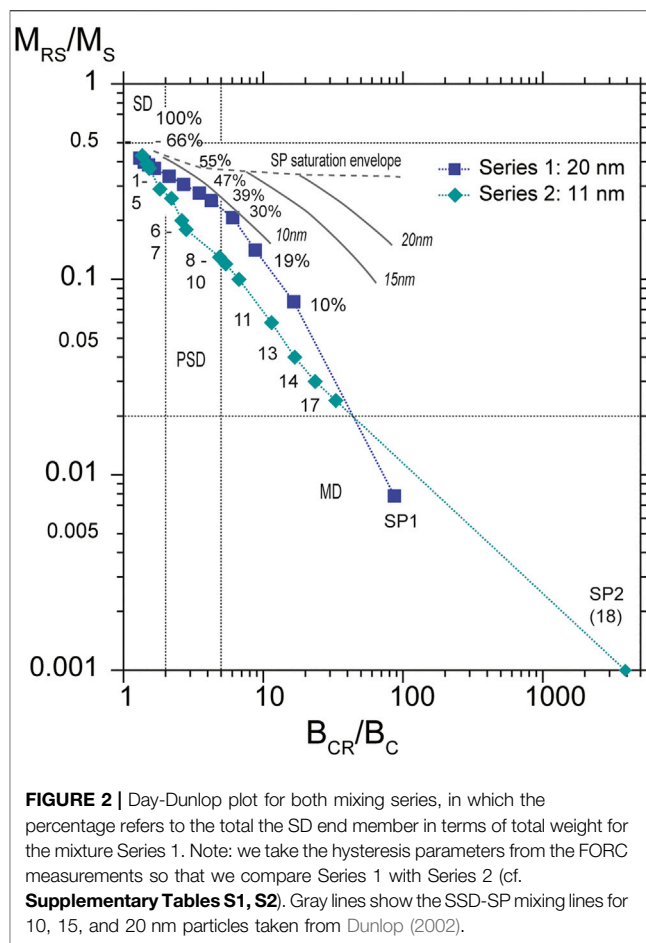 M_RS/M_S
1
0.5
0.1
0.05
0.01
0.005
0.001
SD
100%
- 66%
55%
47%
39%
30%
SP saturation envelope
Series 1: 20 nm
Series 2: 11 nm
1-
5
6 -
7
10nm
20nm
15nm
19%
8 -
10
10%
11
PSD
13
14
17
MD
SP1
SP2
(18)
1
10
100
1000
B_CR/B_C
FIGURE 2 | Day-Dunlop plot for both mixing series, in which the
percentage refers to the total the SD end member in terms of total weight for
the mixture Series 1. Note: we take the hysteresis parameters from the FORC
measurements so that we compare Series 1 with Series 2 (cf.
Supplementary Tables S1, S2). Gray lines show the SSD-SP mixing lines for
10, 15, and 20 nm particles taken from Dunlop (2002).